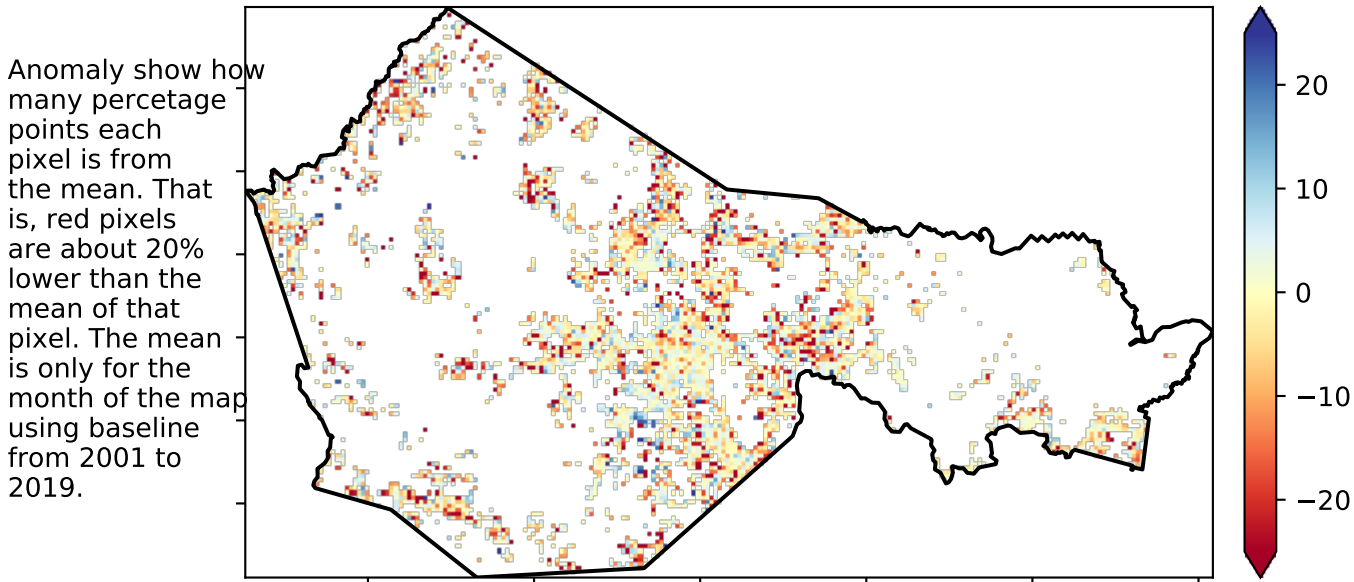 Anomaly show how
many percetage
points each
pixel is from
the mean. That
is, red pixels
are about 20%
lower than the
mean of that
pixel. The mean
is only for the
month of the map
using baseline
from 2001 to
2019.
20
10
0
−10
−20